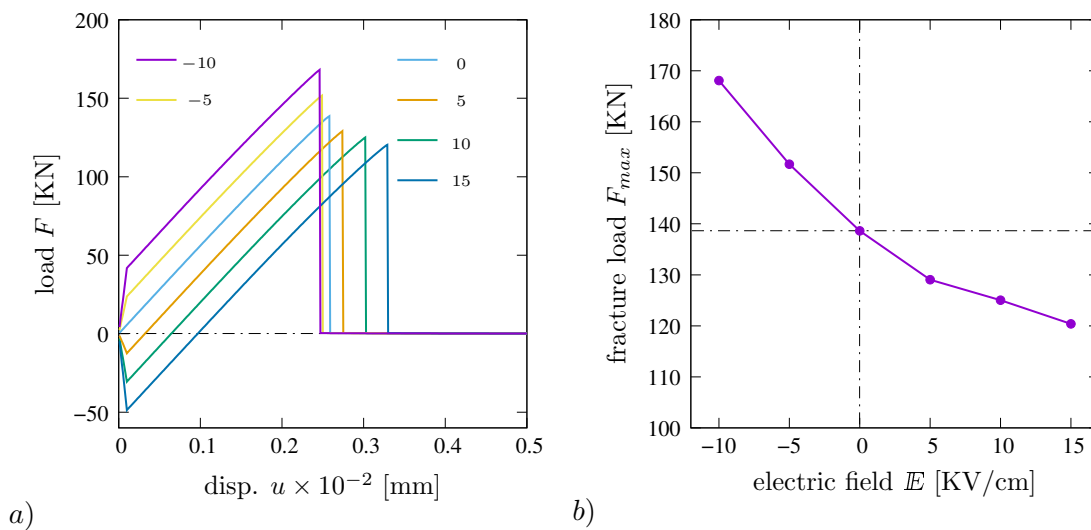 200
150
100
50
0
−50
0 0.1 0.2 0.3 0.4 0.5
load F [KN]
disp. u × 10−2 [mm]
−10
−5
0
5
10
15
a)
180
170
160
150
140
130
120
110
100
−10 −5 0 5 10 15
fracture load Fmax [KN]
electric field 𝔼 [KV/cm]
b)